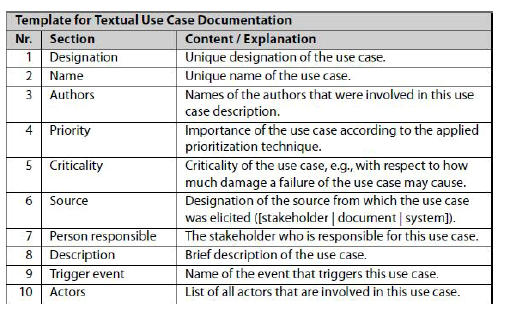 Template for Textual Use Case Documentation
Nr. Section Content / Explanation
1 Designation Unique designation of the use case.
2 Name Unique name of the use case.
3 Authors Names of the authors that were involved in this use
case description.
4 Priority Importance of the use case according to the applied
prioritization technique.
5 Criticality Criticality of the use case, e.g., with respect to how
much damage a failure of the use case may cause.
6 Source Designation of the source from which the use case
was elicited ([stakeholder | document | system]).
7 Person responsible The stakeholder who is responsible for this use case.
8 Description Brief description of the use case.
9 Trigger event Name of the event that triggers this use case.
10 Actors List of all actors that are involved in this use case.